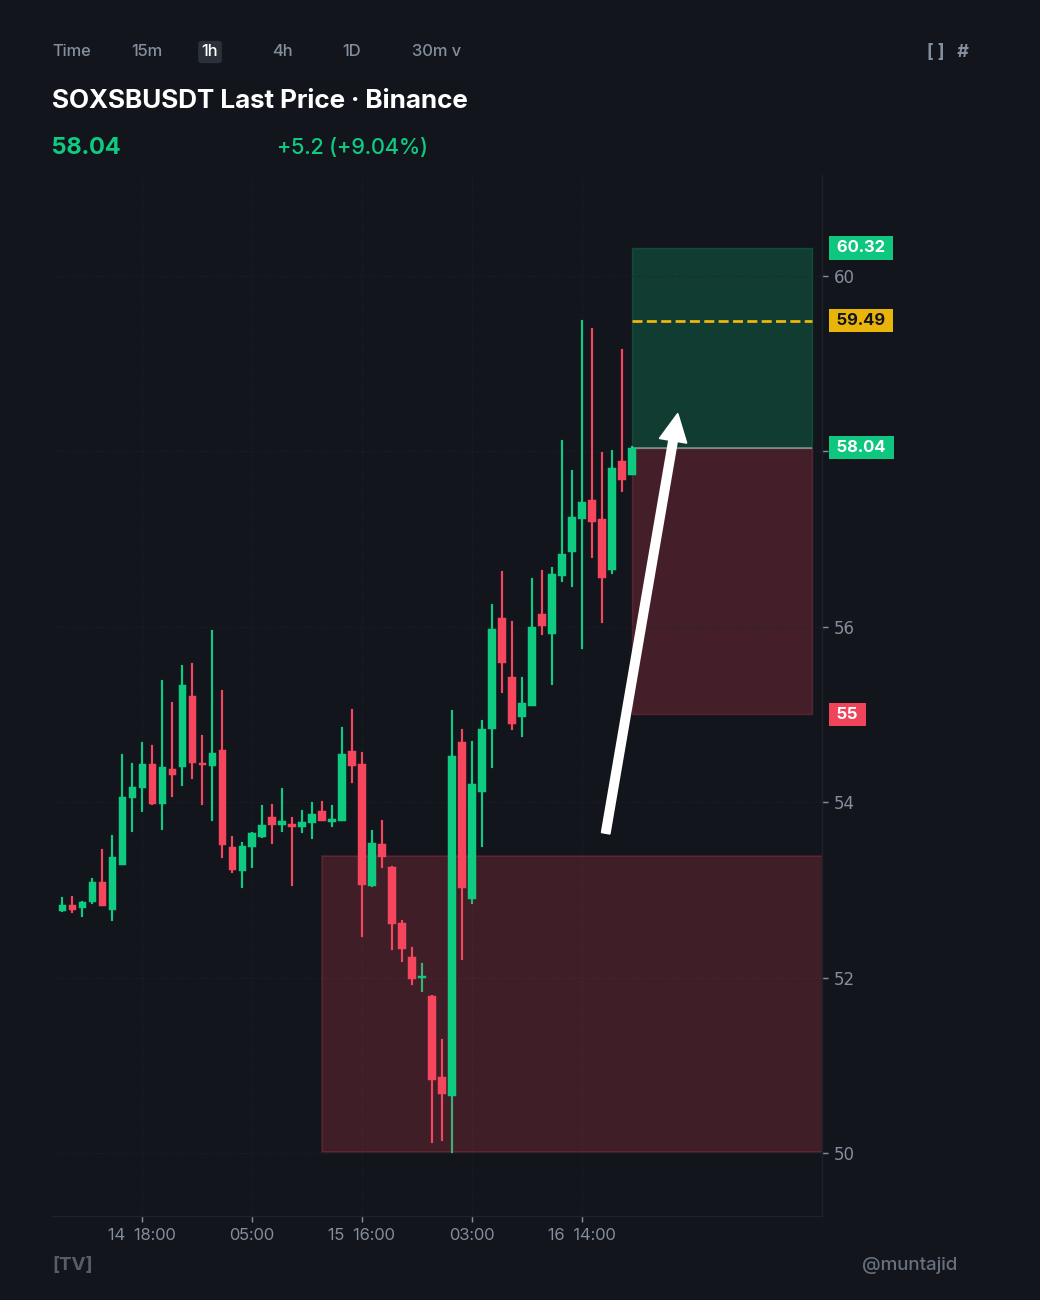 Time 15m 1h 4h 1D 30m v [ ] #
SOXSBUSDT Last Price · Binance
58.04 +5.2 (+9.04%)
60.32
60
59.49
58.04
56
55
54
52
50
14 18:00 05:00 15 16:00 03:00 16 14:00
[TV] @muntajid